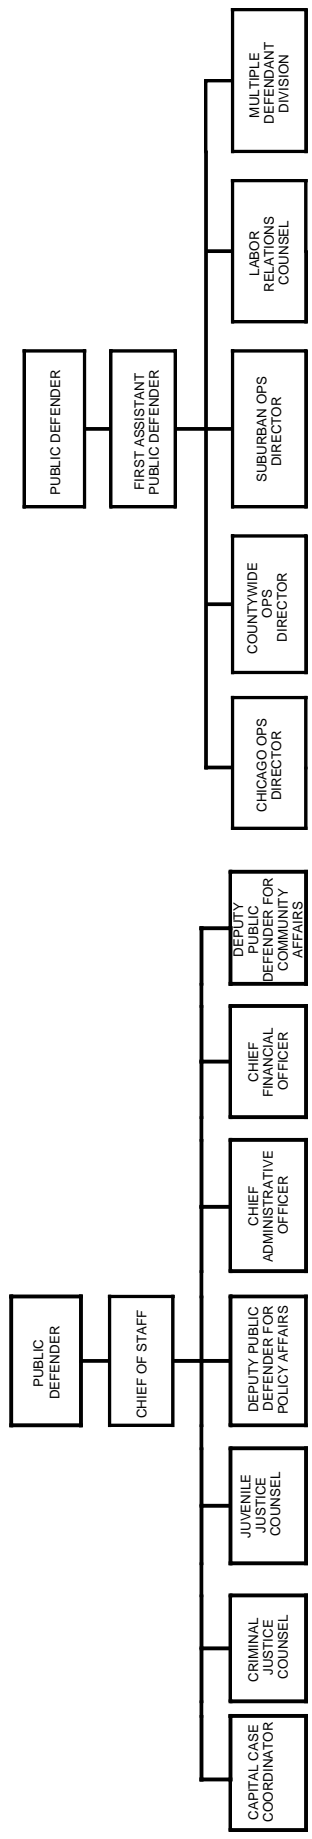 PUBLIC
DEFENDER
CHIEF OF STAFF
CAPITAL CASE
COORDINATOR
CRIMINAL
JUSTICE
COUNSEL
JUVENILE
JUSTICE
COUNSEL
DEPUTY PUBLIC
DEFENDER FOR
POLICY AFFAIRS
CHIEF
ADMINISTRATIVE
OFFICER
CHIEF
FINANCIAL
OFFICER
DEPUTY
PUBLIC
DEFENDER FOR
COMMUNITY
AFFAIRS
PUBLIC DEFENDER
FIRST ASSISTANT
PUBLIC DEFENDER
CHICAGO OPS
DIRECTOR
COUNTYWIDE
OPS
DIRECTOR
SUBURBAN OPS
DIRECTOR
LABOR
RELATIONS
COUNSEL
MULTIPLE
DEFENDANT
DIVISION